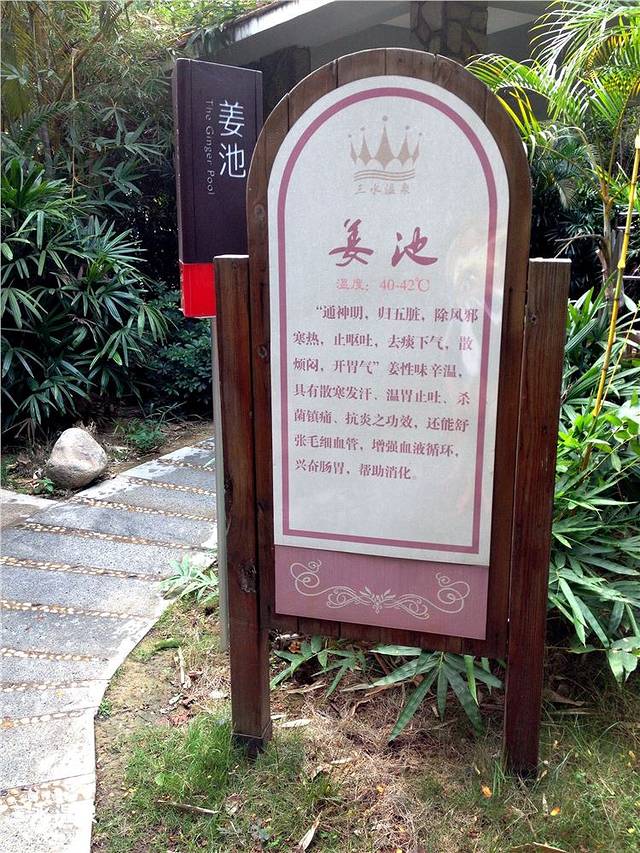 姜池
The Ginger Pool
三水温泉
姜池
温度：40-42℃
“通神明，归五脏，除风邪
寒热，止呕吐，去痰下气，散
烦闷，开胃气”姜性味辛温，
具有散寒发汗、温胃止吐、杀
菌镇痛、抗炎之功效，还能舒
张毛细血管，增强血液循环，
兴奋肠胃，帮助消化。